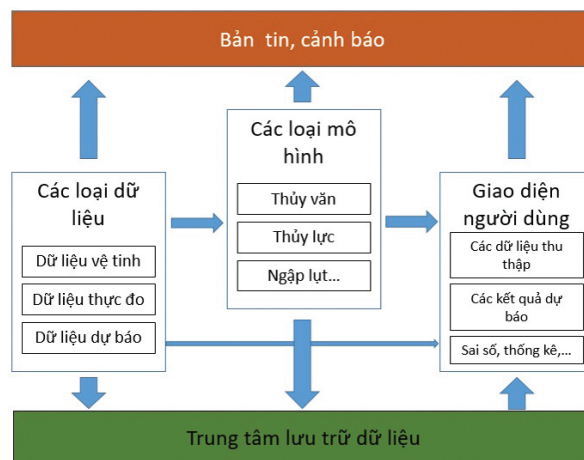 Bản tin, cảnh báo
Các loại dữ
liệu
Dữ liệu vệ tinh
Dữ liệu thực đo
Dữ liệu dự báo
Các loại mô
hình
Thủy văn
Thủy lực
Ngập lụt...
Giao diện
người dùng
Các dữ liệu thu
thập
Các kết quả dự
báo
Sai số, thống kê,...
Trung tâm lưu trữ dữ liệu